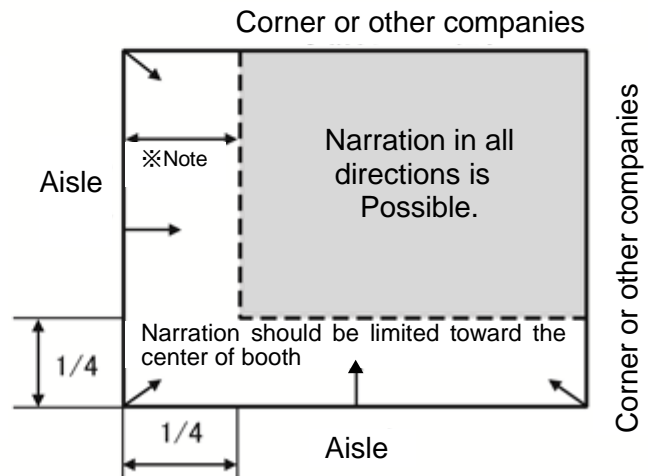 Corner or other companies
Narration in all
directions is
Possible.
※Note
Aisle
Corner or other companies
Narration should be limited toward the
center of booth
1/4
1/4
Aisle